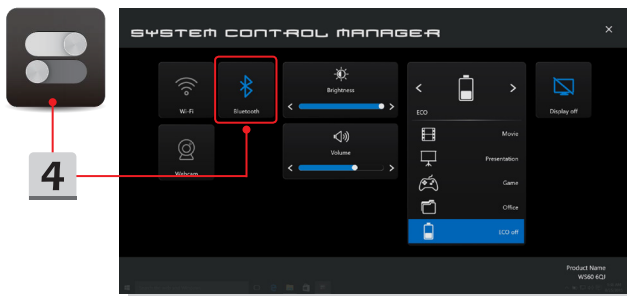 SYSTEM CONTROL MANAGER
Wi-Fi
Bluetooth
Brightness
ECO
Display off
Movie
Webcam
Volume
Presentation
Game
Office
ECO off
4
Product Name
WS60 6QJ